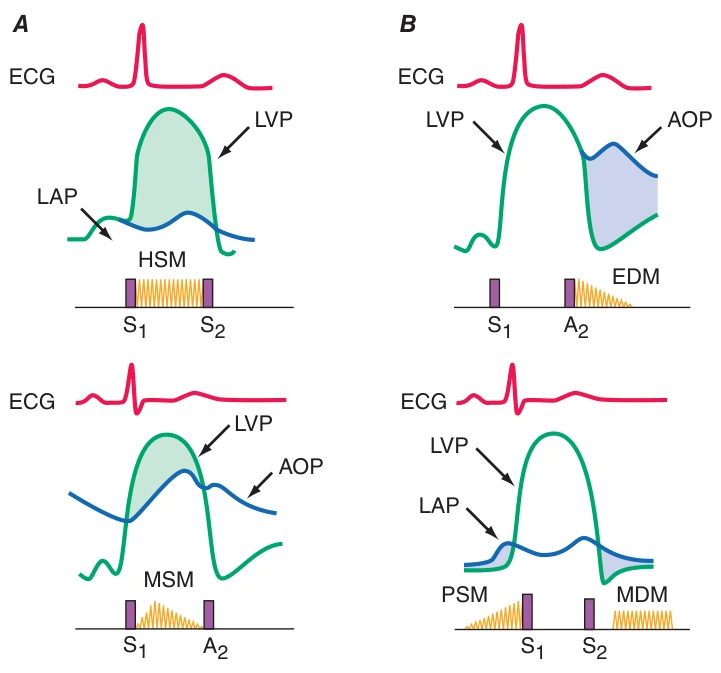 A
ECG
LVP
LAP
HSM
S1
S2
ECG
LVP
AOP
MSM
S1
A2
B
ECG
LVP
AOP
EDM
S1
A2
ECG
LVP
LAP
PSM
MDM
S1
S2